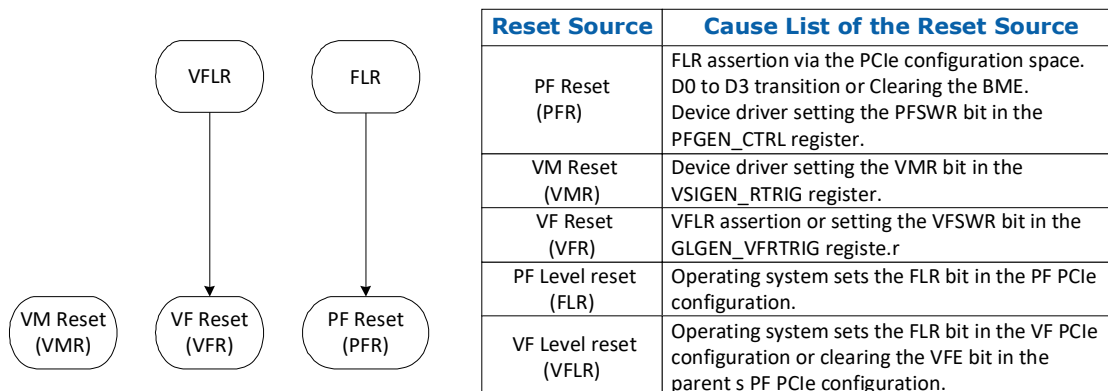 VFLR
FLR
VM Reset
(VMR)
VF Reset
(VFR)
PF Reset
(PFR)
Reset Source
Cause List of the Reset Source
PF Reset
(PFR)
FLR assertion via the PCIe configuration space.
D0 to D3 transition or Clearing the BME.
Device driver setting the PFSWR bit in the
PFGEN_CTRL register.
VM Reset
(VMR)
Device driver setting the VMR bit in the
VSIGEN_RTRIG register.
VF Reset
(VFR)
VFLR assertion or setting the VFSWR bit in the
GLGEN_VFRTRIG registe.r
PF Level reset
(FLR)
Operating system sets the FLR bit in the PF PCIe
configuration.
VF Level reset
(VFLR)
Operating system sets the FLR bit in the VF PCIe
configuration or clearing the VFE bit in the
parent s PF PCIe configuration.